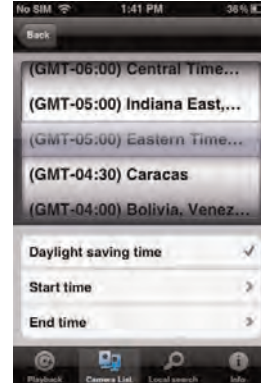 No SIM 1:41 PM 36%
Back
(GMT-06:00) Central Time...
(GMT-05:00) Indiana East,...
(GMT-05:00) Eastern Time...
(GMT-04:30) Caracas
(GMT-04:00) Bolivia, Venez...
Daylight saving time
Start time
End time
Playback Camera List Local search Info